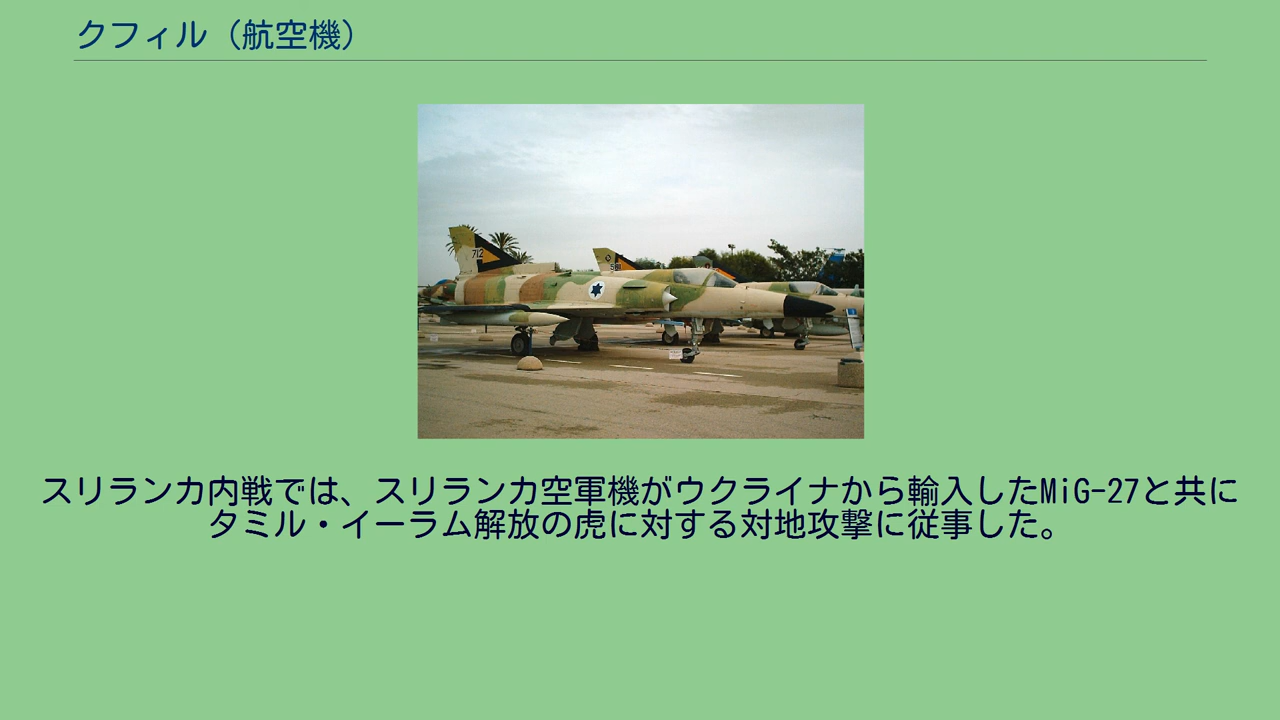 クフィル（航空機）
712
スリランカ内戦では、スリランカ空軍機がウクライナから輸入したMiG-27と共に
タミル・イーラム解放の虎に対する対地攻撃に従事した。